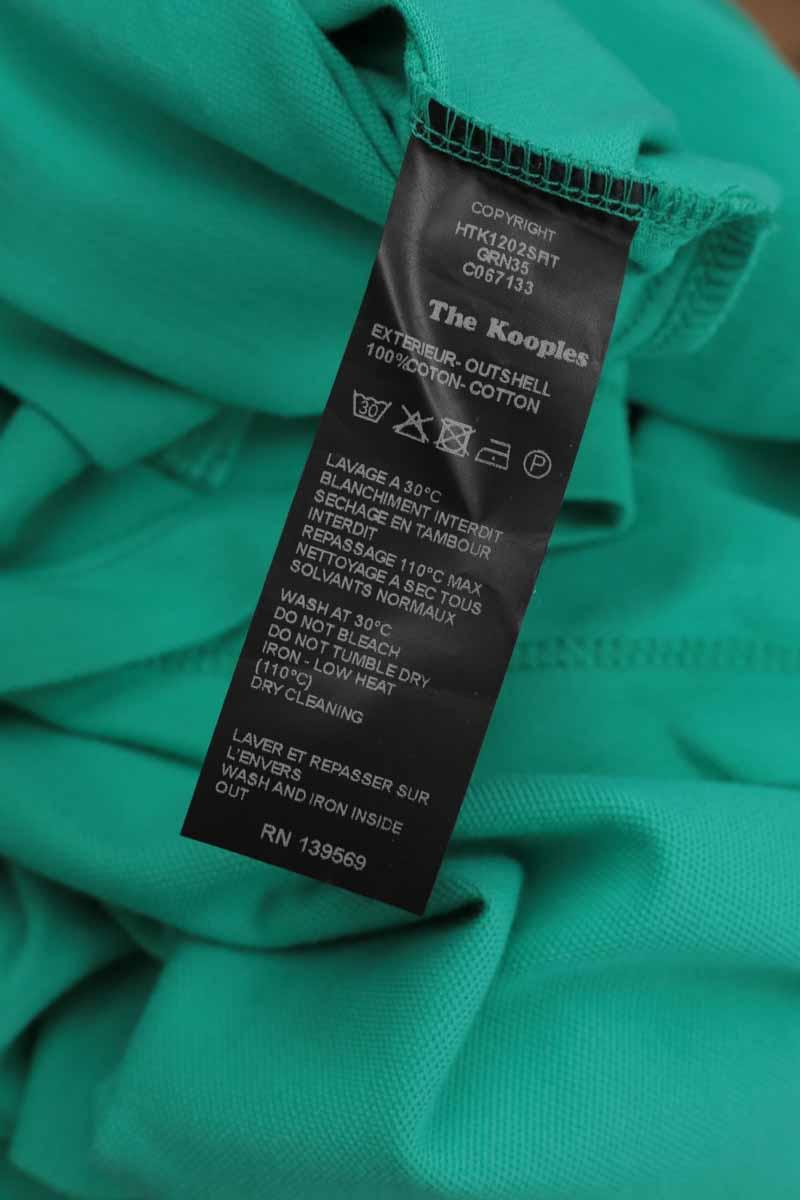 COPYRIGHT
HTK1202SRT
GRN35
C067133
The Kooples
EXTERIEUR- OUTSHELL
100%COTON- COTTON
30
P
LAVAGE A 30°C
BLANCHIMENT INTERDIT
SECHAGE EN TAMBOUR
INTERDIT
REPASSAGE 110°C MAX
NETTOYAGE A SEC TOUS
SOLVANTS NORMAUX
WASH AT 30°C
DO NOT BLEACH
DO NOT TUMBLE DRY
IRON - LOW HEAT
(110°C)
DRY CLEANING
LAVER ET REPASSER SUR
L'ENVERS
WASH AND IRON INSIDE
OUT
RN 139569